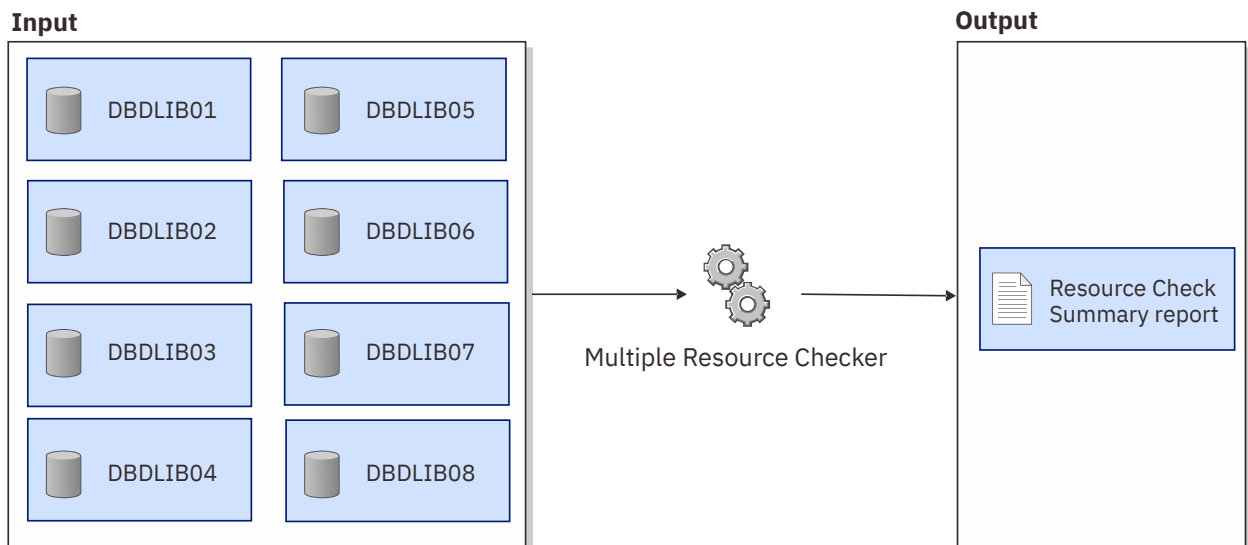 Input
DBDLIB01
DBDLIB05
DBDLIB02
DBDLIB06
DBDLIB03
DBDLIB07
DBDLIB04
DBDLIB08
Multiple Resource Checker
Output
Resource Check
Summary report